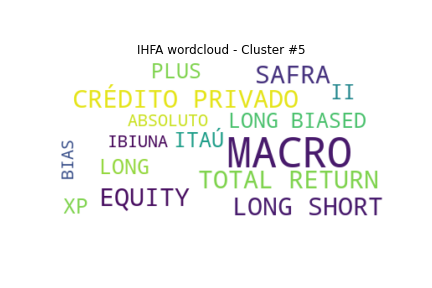 IHFA wordcloud - Cluster #5
PLUS
SAFRA
CRÉDITO PRIVADO
II
ABSOLUTO
LONG BIASED
BIAS
IBIUNA
ITAÚ
MACRO
LONG
TOTAL RETURN
EQUITY
XP
LONG SHORT